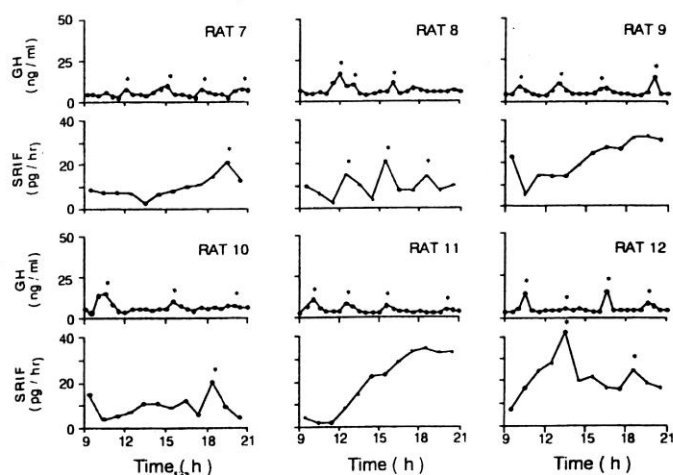 RAT 7
RAT 8
RAT 9
GH
(ng / ml)
50
25
0
SRIF
(pg / hr)
40
20
0
RAT 10
RAT 11
RAT 12
GH
(ng / ml)
50
25
0
SRIF
(pg / hr)
20
0
9 12 15 18 21
9 12 15 18 21
9 12 15 18 21
Time ( h )
Time ( h )
Time ( h )